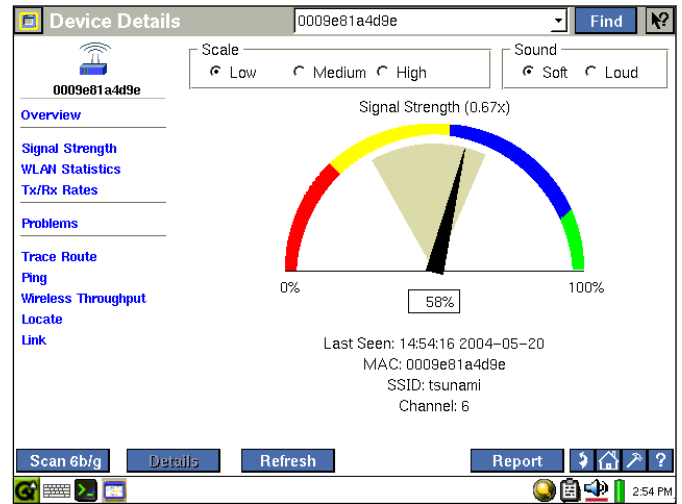 Device Details
0009e81a4d9e
Find
?
0009e81a4d9e
Overview
Signal Strength
WLAN Statistics
Tx/Rx Rates
Problems
Trace Route
Ping
Wireless Throughput
Locate
Link
Scale
Low Medium High
Sound
Soft Loud
Signal Strength (0.67x)
0% 100%
58%
Last Seen: 14:54:16 2004-05-20
MAC: 0009e81a4d9e
SSID: tsunami
Channel: 6
Scan 6b/g Details Refresh Report ?
2:54 PM